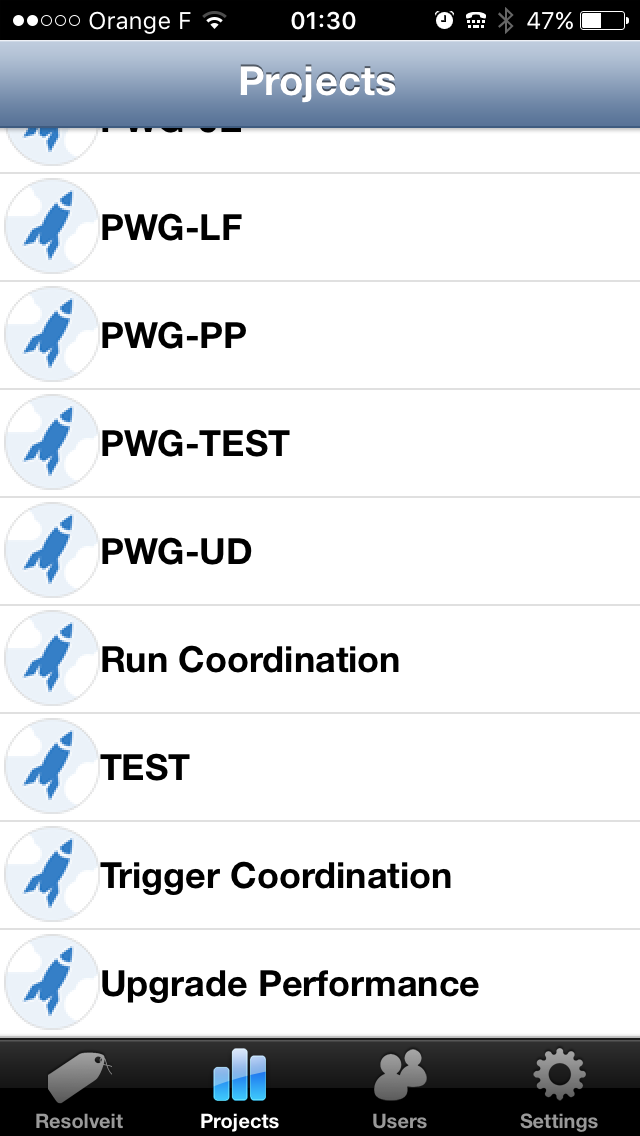 Orange F 01:30 47%
Projects
PWG-LF
PWG-PP
PWG-TEST
PWG-UD
Run Coordination
TEST
Trigger Coordination
Upgrade Performance
Resolveit Projects Users Settings